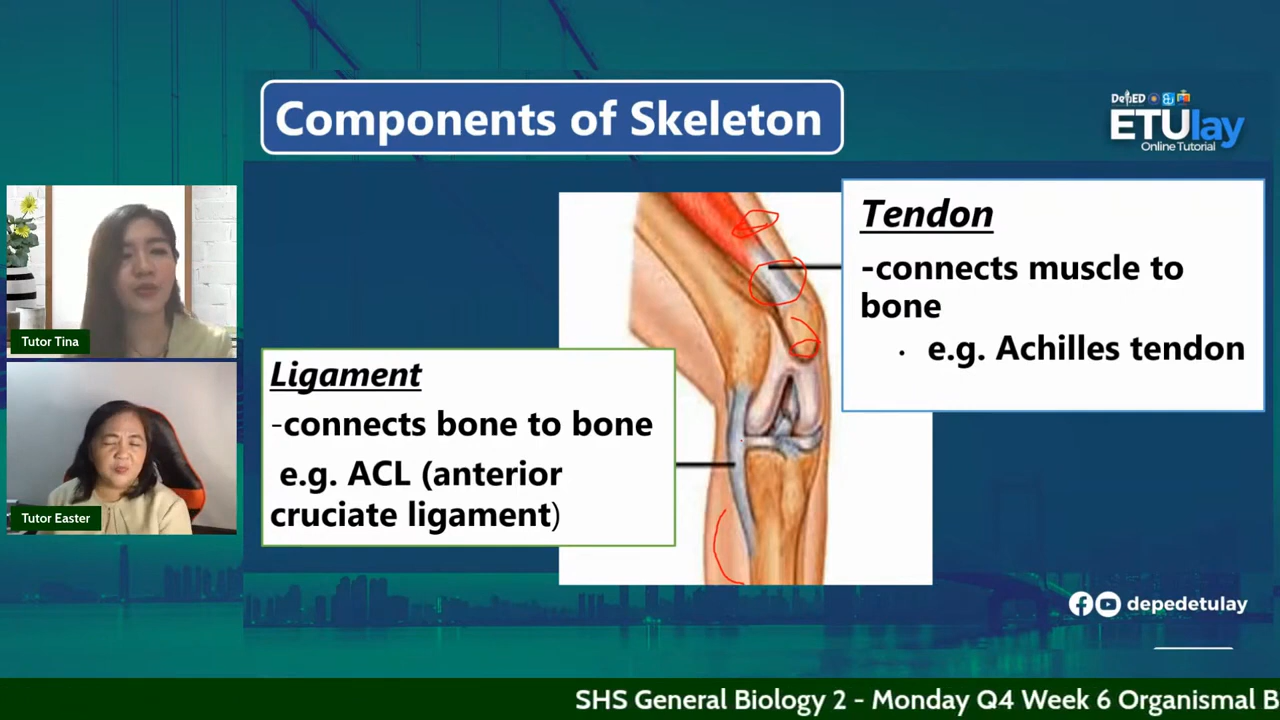 Components of Skeleton
DepED
ETUlay
Online Tutorial
Tendon
-connects muscle to
bone
• e.g. Achilles tendon
Ligament
-connects bone to bone
e.g. ACL (anterior
cruciate ligament)
Tutor Tina
Tutor Easter
depedetulay
SHS General Biology 2 - Monday Q4 Week 6 Organismal B